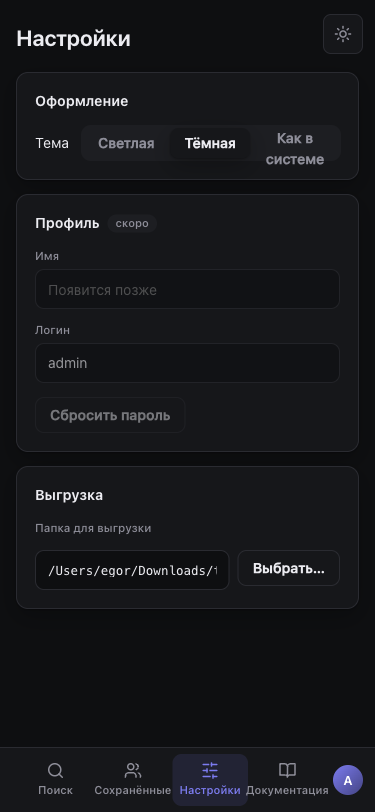 Настройки
Оформление
Тема
Светлая
Тёмная
Как в
системе
Профиль
скоро
Имя
Появится позже
Логин
admin
Сбросить пароль
Выгрузка
Папка для выгрузки
/Users/egor/Downloads/
Выбрать...
Поиск
Сохранённые
Настройки
Документация
A